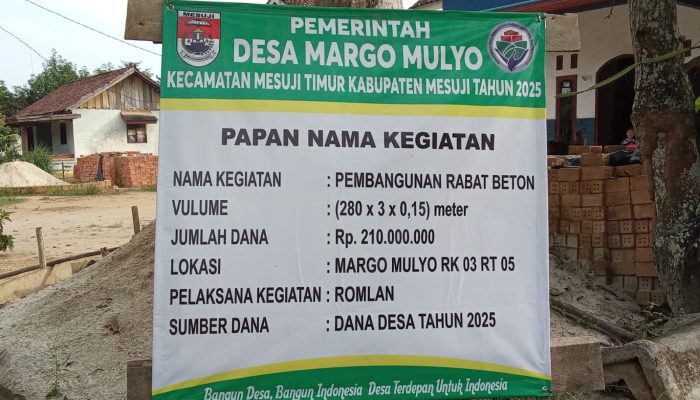 MESUJI
PEMERINTAH
DESA MARGO MULYO
KECAMATAN MESUJI TIMUR KABUPATEN MESUJI TAHUN 2025
PAPAN NAMA KEGIATAN
NAMA KEGIATAN : PEMBANGUNAN RABAT BETON
VULUME : (280 x 3 x 0,15) meter
JUMLAH DANA : Rp. 210.000.000
LOKASI : MARGO MULYO RK 03 RT 05
PELAKSANA KEGIATAN : ROMLAN
SUMBER DANA : DANA DESA TAHUN 2025
Bangun Desa, Bangun Indonesia Desa Terdepan Untuk Indonesia